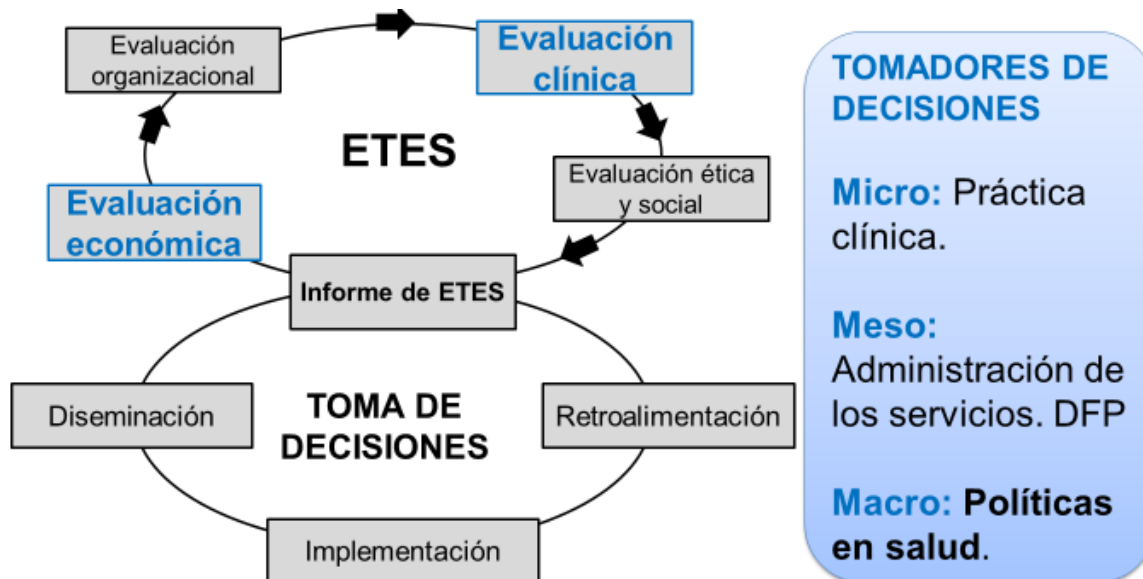 Evaluación
organizacional
Evaluación
clínica
ETES
Evaluación
económica
Evaluación ética
y social
Informe de ETES
Diseminación
TOMA DE
DECISIONES
Retroalimentación
Implementación
TOMADORES DE
DECISIONES
Micro: Práctica
clínica.
Meso:
Administración de
los servicios. DFP
Macro: Políticas
en salud.